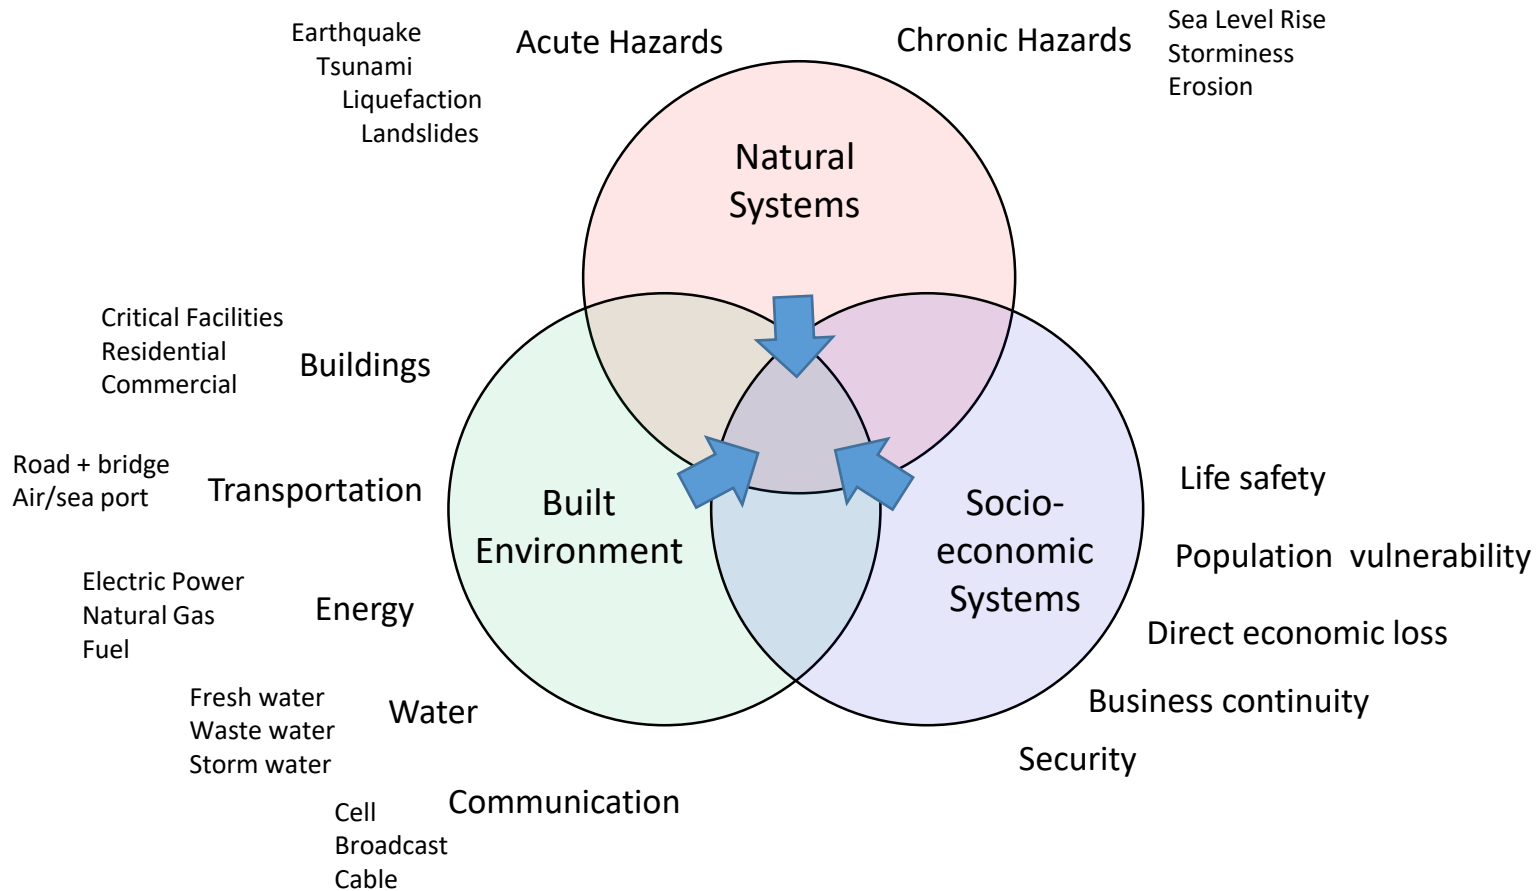 Earthquake
Tsunami
Liquefaction
Landslides
Acute Hazards
Chronic Hazards
Sea Level Rise
Storminess
Erosion
Natural
Systems
Critical Facilities
Residential
Commercial
Buildings
Road + bridge
Air/sea port
Transportation
Electric Power
Natural Gas
Fuel
Energy
Fresh water
Waste water
Storm water
Water
Cell
Broadcast
Cable
Communication
Built
Environment
Socio-
economic
Systems
Life safety
Population vulnerability
Direct economic loss
Business continuity
Security